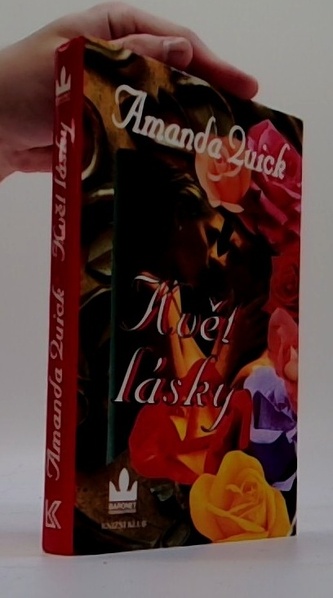 Amanda Quick
Květ
lásky
BARONET
KNIŽNÍ KLUB
Amanda Quick Květ lásky